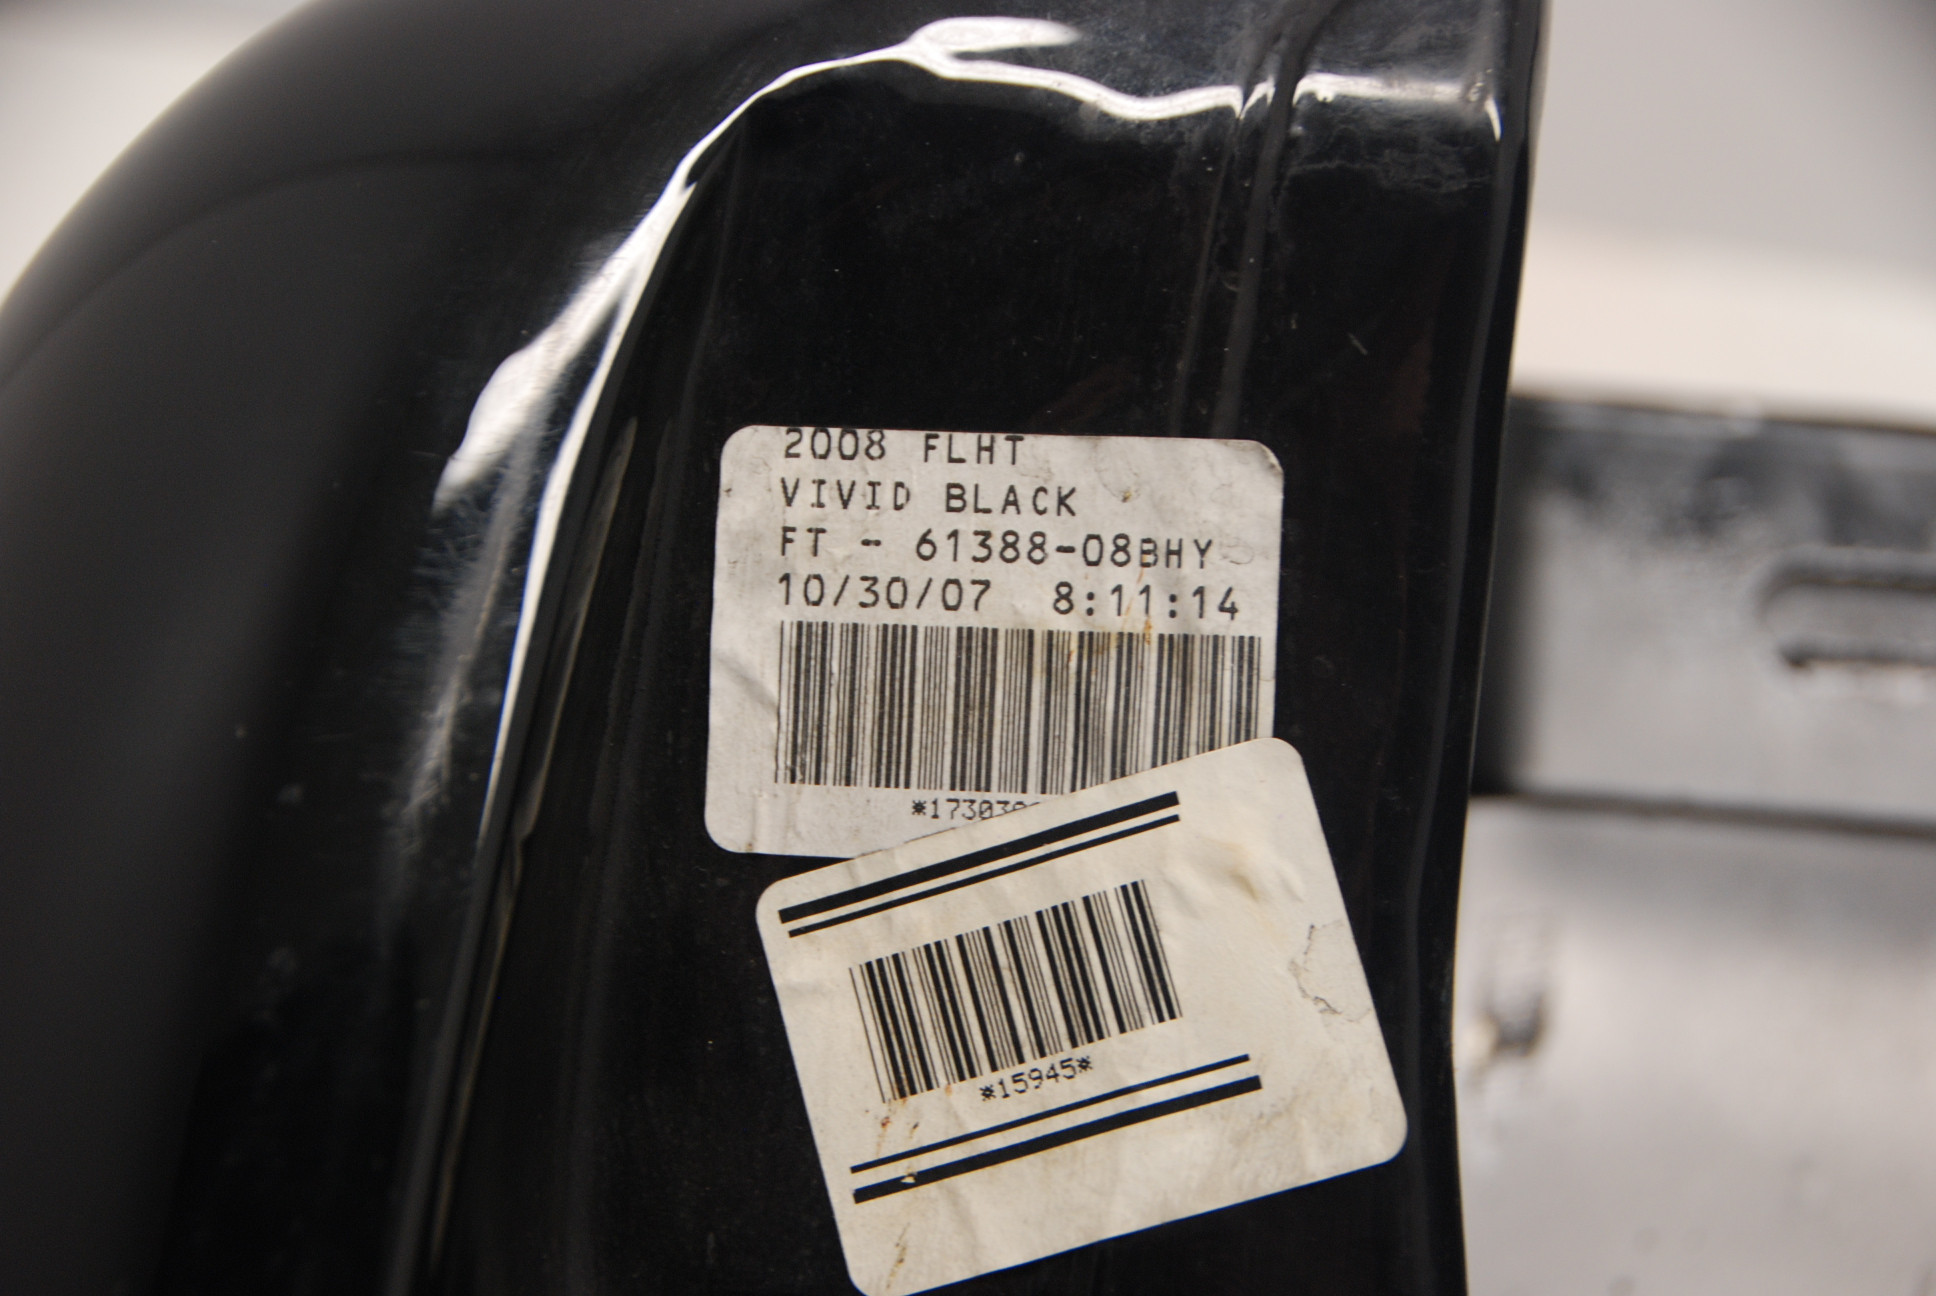 2008 FLHT
VIVID BLACK
FT - 61388-08BHY
10/30/07 8:11:14
*15945*